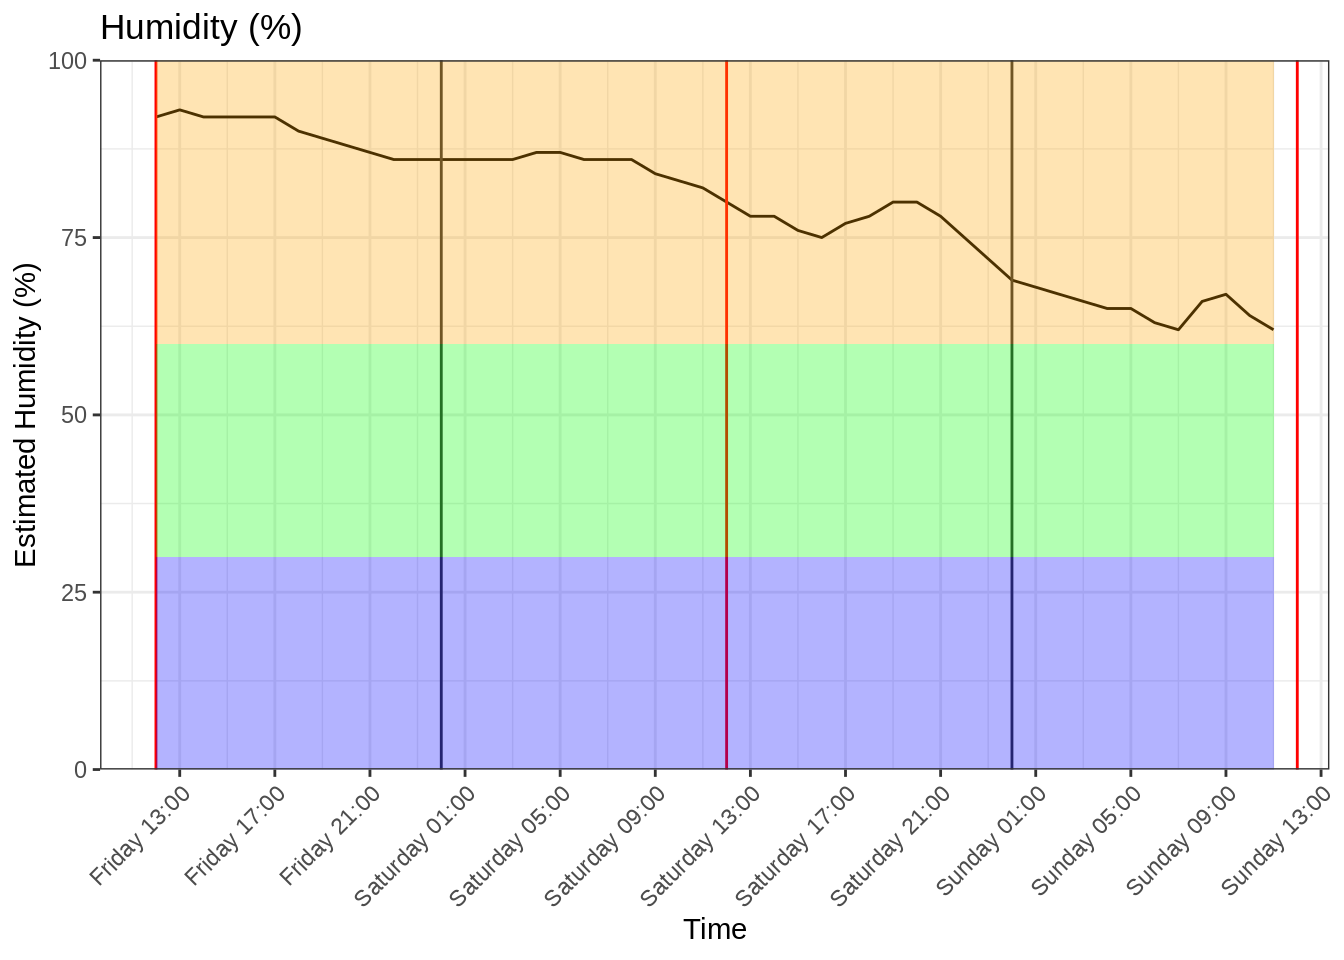 Humidity (%)
100
75
50
25
0
Estimated Humidity (%)
Friday 13:00
Friday 17:00
Friday 21:00
Saturday 01:00
Saturday 05:00
Saturday 09:00
Saturday 13:00
Saturday 17:00
Saturday 21:00
Sunday 01:00
Sunday 05:00
Sunday 09:00
Sunday 13:00
Time